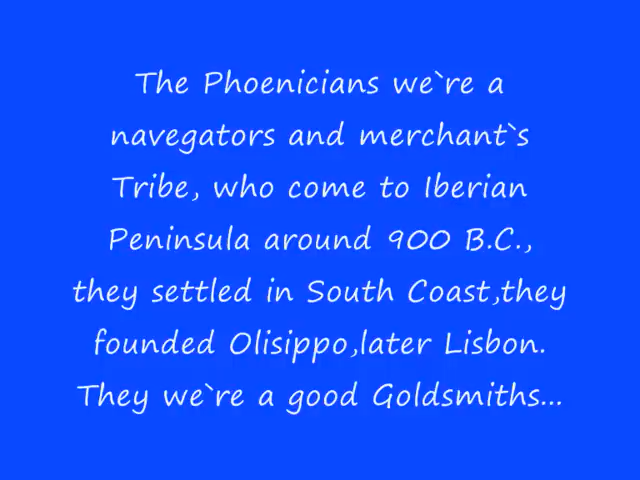 The Phoenicians we`re a
navegators and merchant`s
Tribe, who come to Iberian
Peninsula around 900 B.C.,
they settled in South Coast,they
founded Olisippo,later Lisbon.
They we`re a good Goldsmiths...